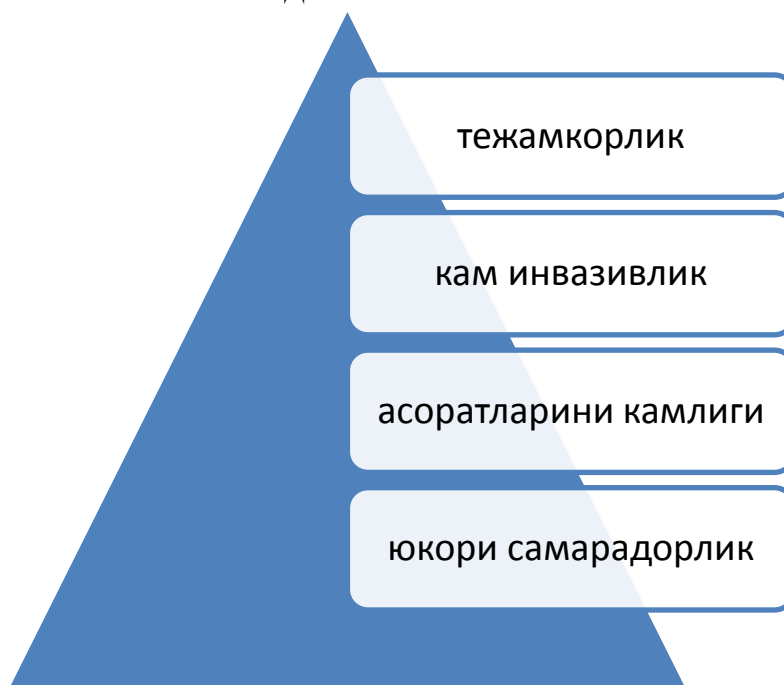 тежамкорлик
кам инвазивлик
асоратларини камлиги
юкори самарадорлик